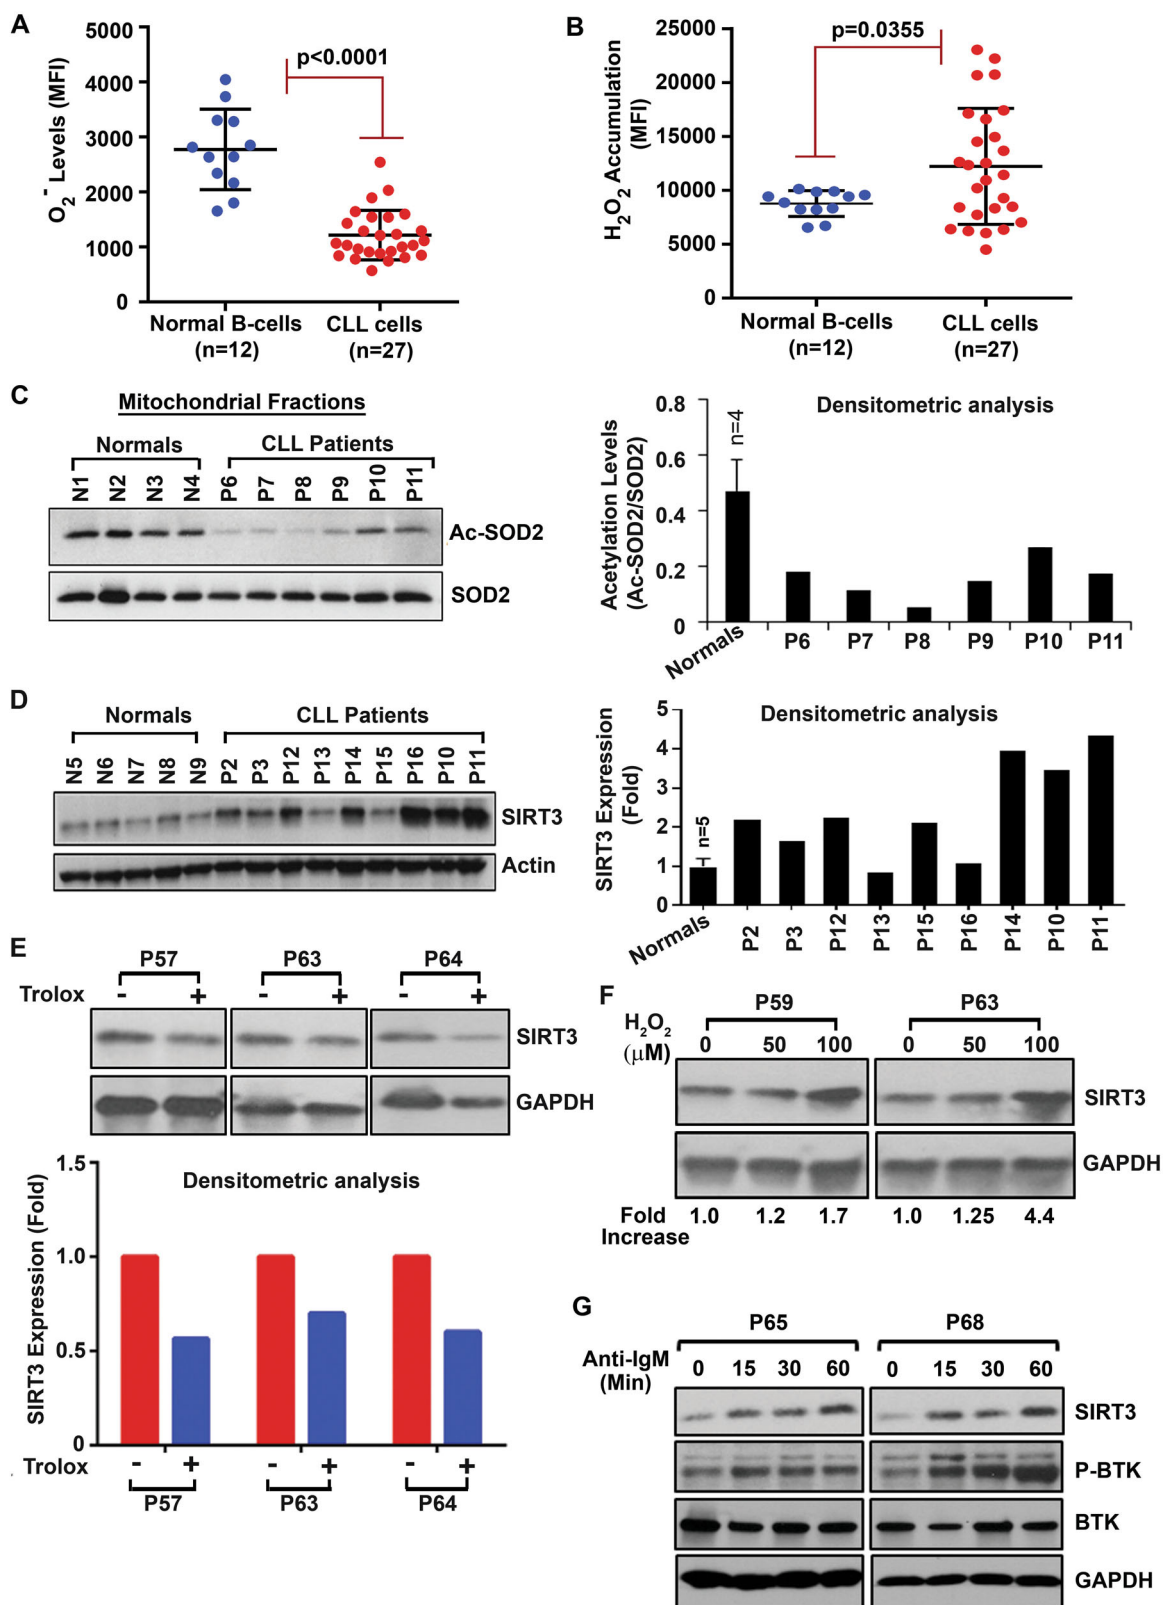 A
O2- Levels (MFI)
5000
4000
3000
2000
1000
0
p<0.0001
Normal B-cells
(n=12)
CLL cells
(n=27)
B
H2O2 Accumulation
(MFI)
25000
20000
15000
10000
5000
0
p=0.0355
Normal B-cells
(n=12)
CLL cells
(n=27)
C
Mitochondrial Fractions
Normals
CLL Patients
N1 N2 N3 N4 P6 P7 P8 P9 P10 P11
Ac-SOD2
SOD2
Densitometric analysis
Acetylation Levels
(Ac-SOD2/SOD2)
0.8
0.6
0.4
0.2
0
n=4
Normals P6 P7 P8 P9 P10 P11
D
Normals
CLL Patients
N5 N6 N7 N8 N9 P2 P3 P12 P13 P14 P15 P16 P10 P11
SIRT3
Actin
Densitometric analysis
SIRT3 Expression
(Fold)
5
4
3
2
1
0
n=5
Normals P2 P3 P12 P13 P15 P16 P14 P10 P11
E
P57 P63 P64
Trolox - + - + - +
SIRT3
GAPDH
Densitometric analysis
SIRT3 Expression (Fold)
1.5
1.0
0.5
0
Trolox - + - + - +
P57 P63 P64
F
P59 P63
H2O2
(μM)
0 50 100 0 50 100
SIRT3
GAPDH
Fold
Increase
1.0 1.2 1.7 1.0 1.25 4.4
G
P65 P68
Anti-IgM
(Min)
0 15 30 60 0 15 30 60
SIRT3
P-BTK
BTK
GAPDH